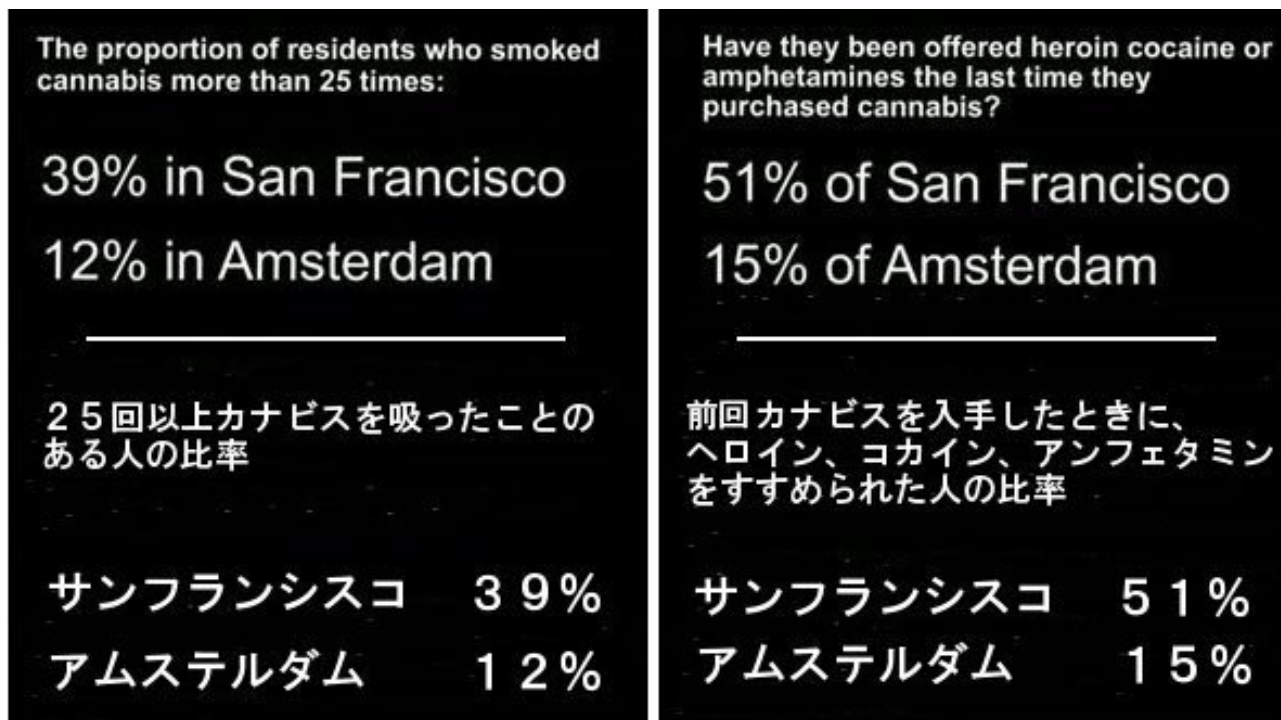 The proportion of residents who smoked
cannabis more than 25 times:
39% in San Francisco
12% in Amsterdam
２５回以上カナビスを吸ったことの
ある人の比率
サンフランシスコ　３９%
アムステルダム　１２%
Have they been offered heroin cocaine or
amphetamines the last time they
purchased cannabis?
51% of San Francisco
15% of Amsterdam
前回カナビスを入手したときに、
ヘロイン、コカイン、アンフェタミン
をすすめられた人の比率
サンフランシスコ　５１%
アムステルダム　１５%